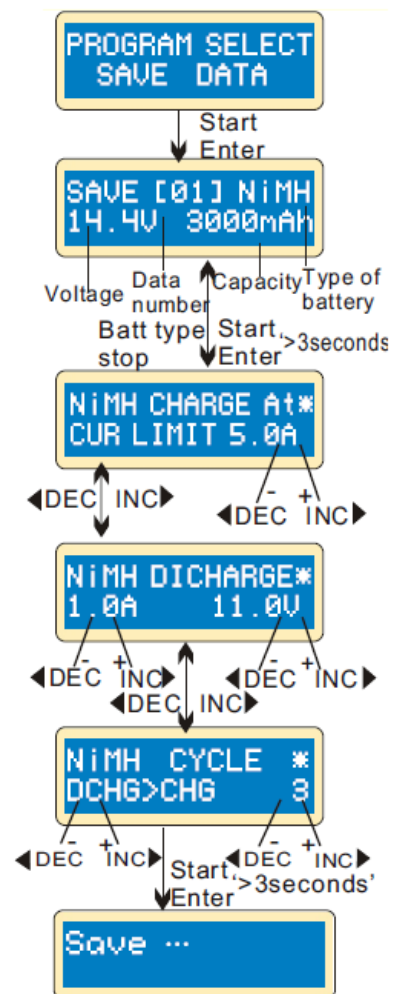 PROGRAM SELECT
SAVE DATA
Start
Enter
SAVE [01] NiMH
14.4V 3000mAh
Voltage
Data
number
Capacity
Type of
battery
Batt type
stop
Start
Enter
'>3seconds
NiMH CHARGE At*
CUR LIMIT 5.0A
◀DEC INC▶
- +
◀DEC INC▶
NiMH DICHARGE*
1.0A 11.0V
- +
◀DEC INC▶
- +
◀DEC INC▶
◀DEC INC▶
NiMH CYCLE *
DCHG>CHG 3
- +
◀DEC INC▶
- +
◀DEC INC▶
Start
Enter
'>3seconds'
Save ...